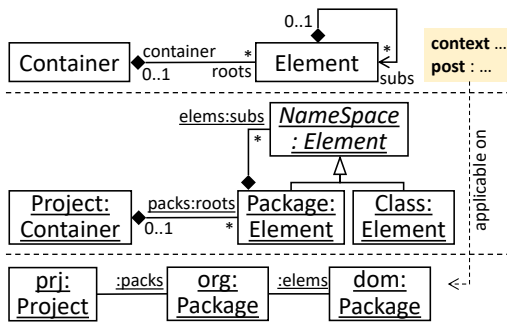 0..1
container
*
*
Container
Element
0..1
roots
subs
context ...
post : ...
elems:subs
NameSpace
: Element
*
Project:
Container
packs:roots
0..1
*
Package:
Element
Class:
Element
applicable on
prj:
Project
:packs
org:
Package
:elems
dom:
Package